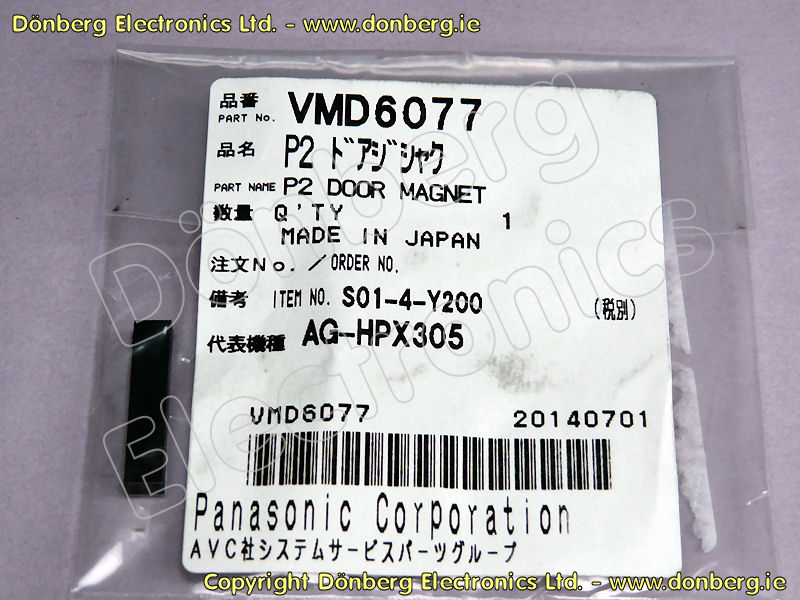 Dönberg Electronics Ltd. - www.donberg.ie
品番 PART No. VMD6077
品名 P2 ドアジシャク
PART NAME P2 DOOR MAGNET
数量 Q'TY 1
MADE IN JAPAN
注文No./ORDER NO.
備考 ITEM NO. S01-4-Y200 (税別)
代表機種 AG-HPX305
VMD6077 20140701
Panasonic Corporation
AVC社システムサービスパーツグループ
Dönberg
Electronics
Copyright Dönberg Electronics Ltd. - www.donberg.ie